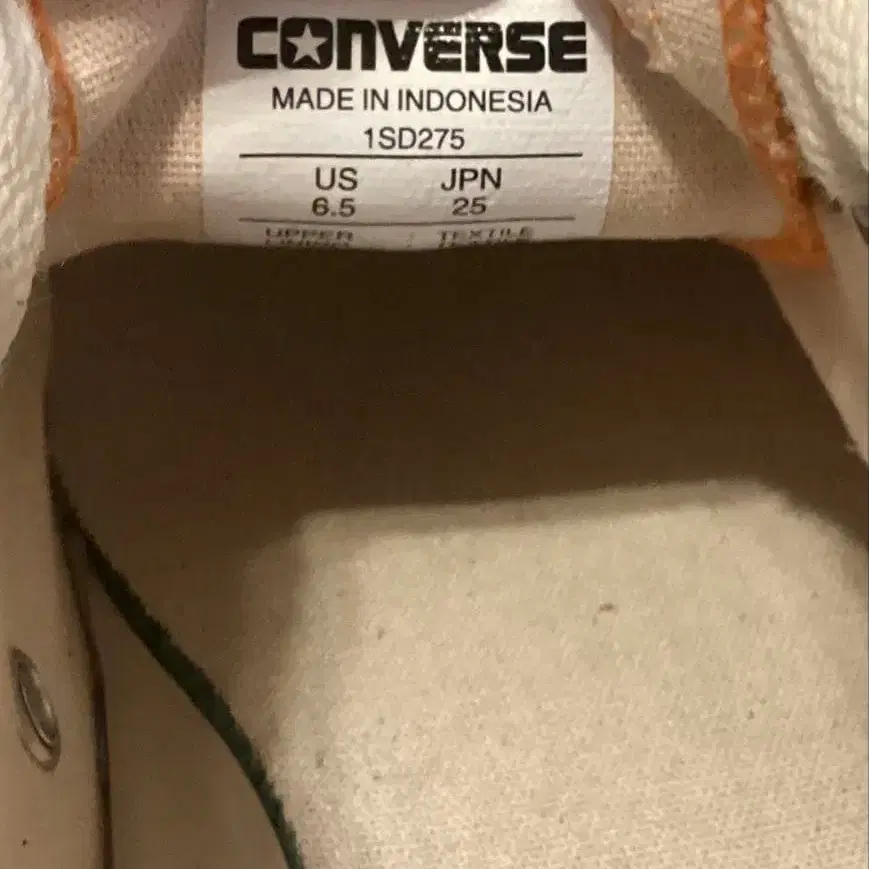 CONVERSE
MADE IN INDONESIA
1SD275
US JPN
6.5 25
UPPER : TEXTILE